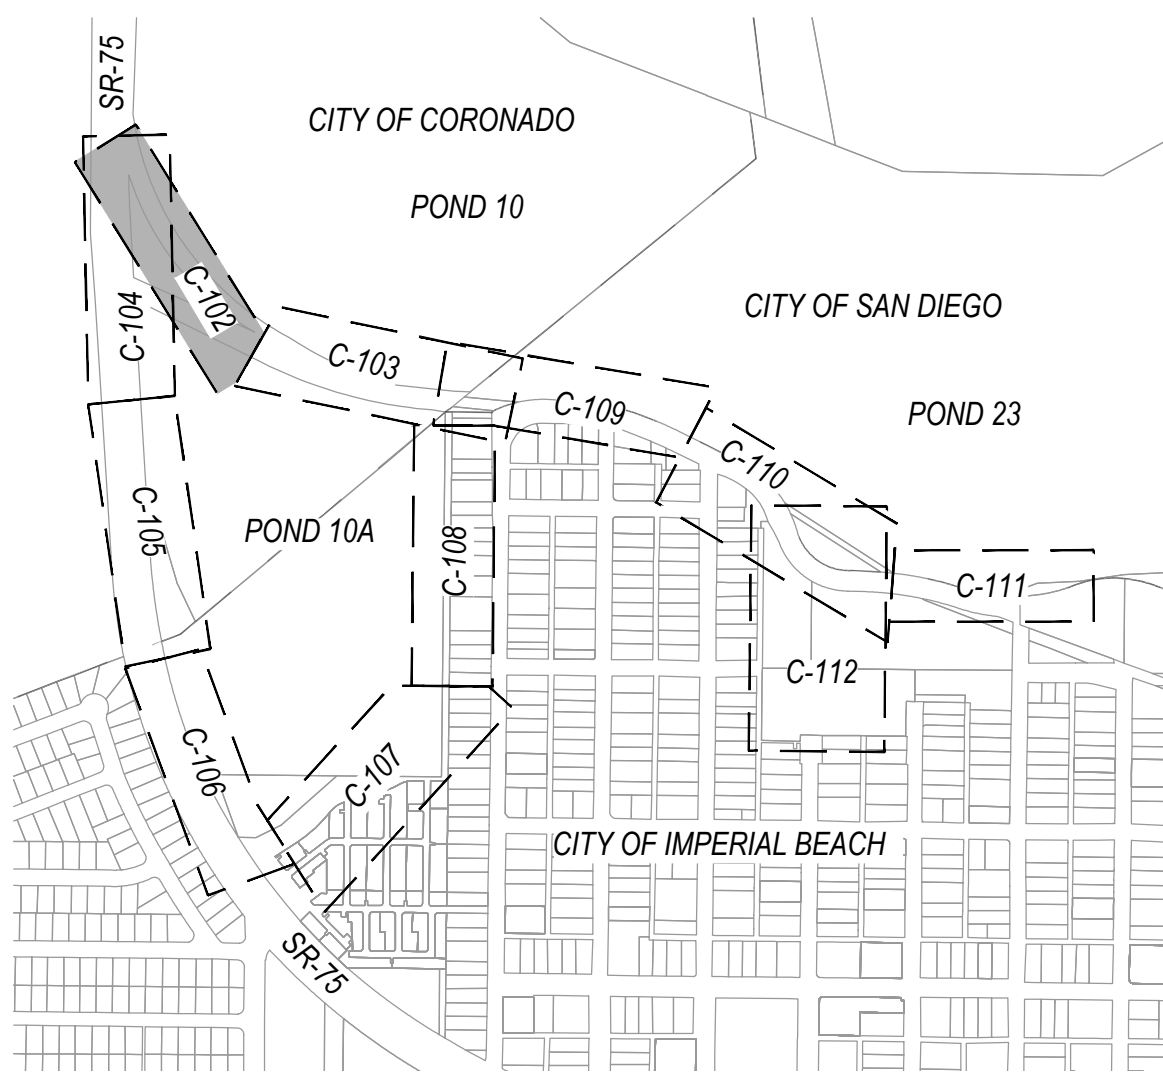 SR-75
CITY OF CORONADO
POND 10
C-102
C-104
CITY OF SAN DIEGO
C-103
C-109
POND 23
C-110
C-105
POND 10A
C-108
C-111
C-112
C-106
C-107
CITY OF IMPERIAL BEACH
SR-75